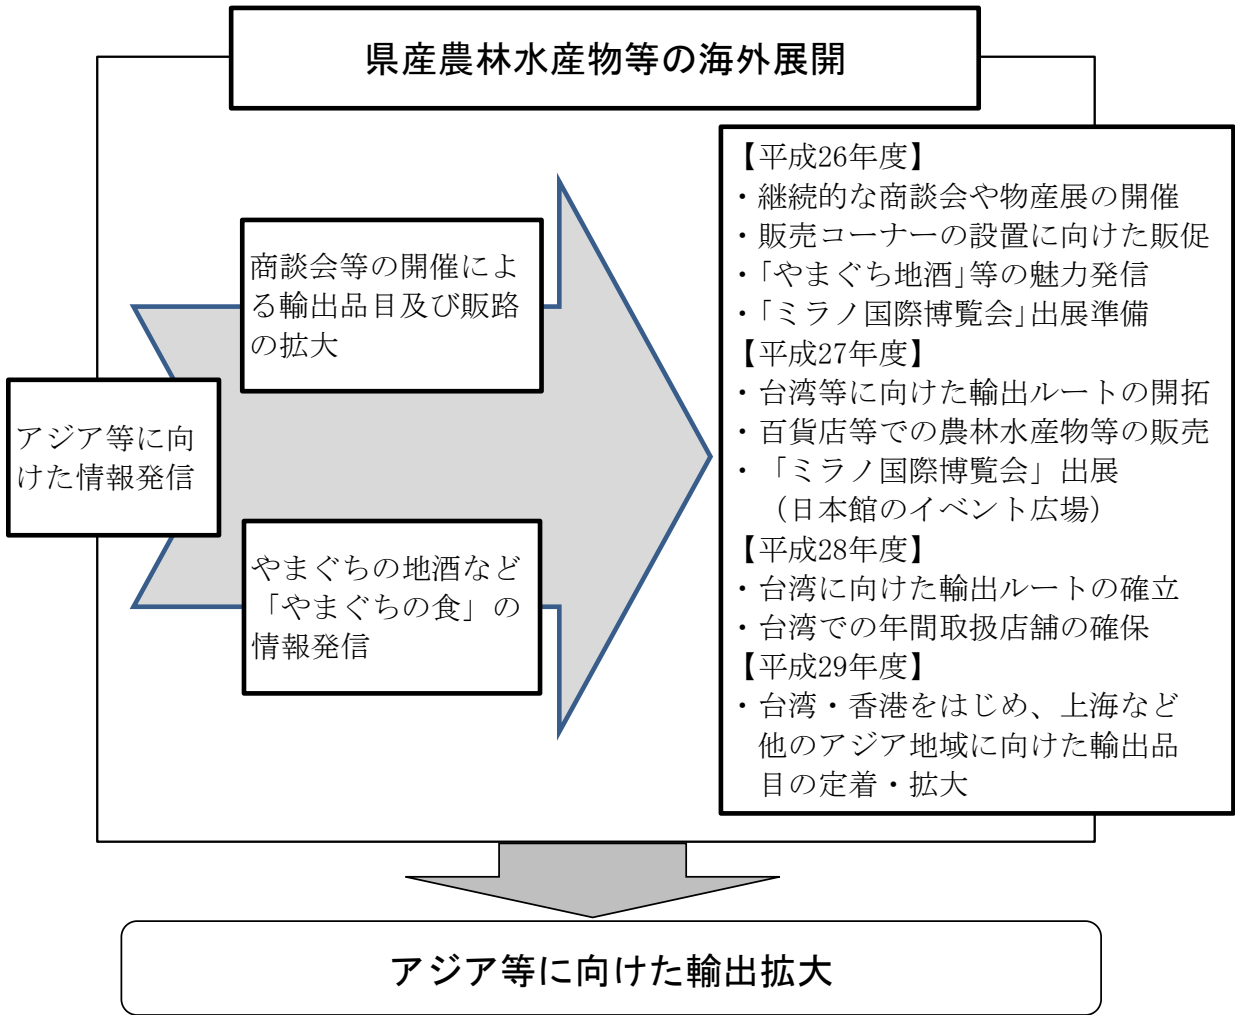 県産農林水産物等の海外展開
アジア等に向
けた情報発信
商談会等の開催によ
る輸出品目及び販路
の拡大
やまぐちの地酒など
「やまぐちの食」の
情報発信
【平成26年度】
・継続的な商談会や物産展の開催
・販売コーナーの設置に向けた販促
・「やまぐち地酒」等の魅力発信
・「ミラノ国際博覧会」出展準備
【平成27年度】
・台湾等に向けた輸出ルートの開拓
・百貨店等での農林水産物等の販売
・「ミラノ国際博覧会」出展
（日本館のイベント広場）
【平成28年度】
・台湾に向けた輸出ルートの確立
・台湾での年間取扱店舗の確保
【平成29年度】
・台湾・香港をはじめ、上海など
他のアジア地域に向けた輸出品
目の定着・拡大
アジア等に向けた輸出拡大